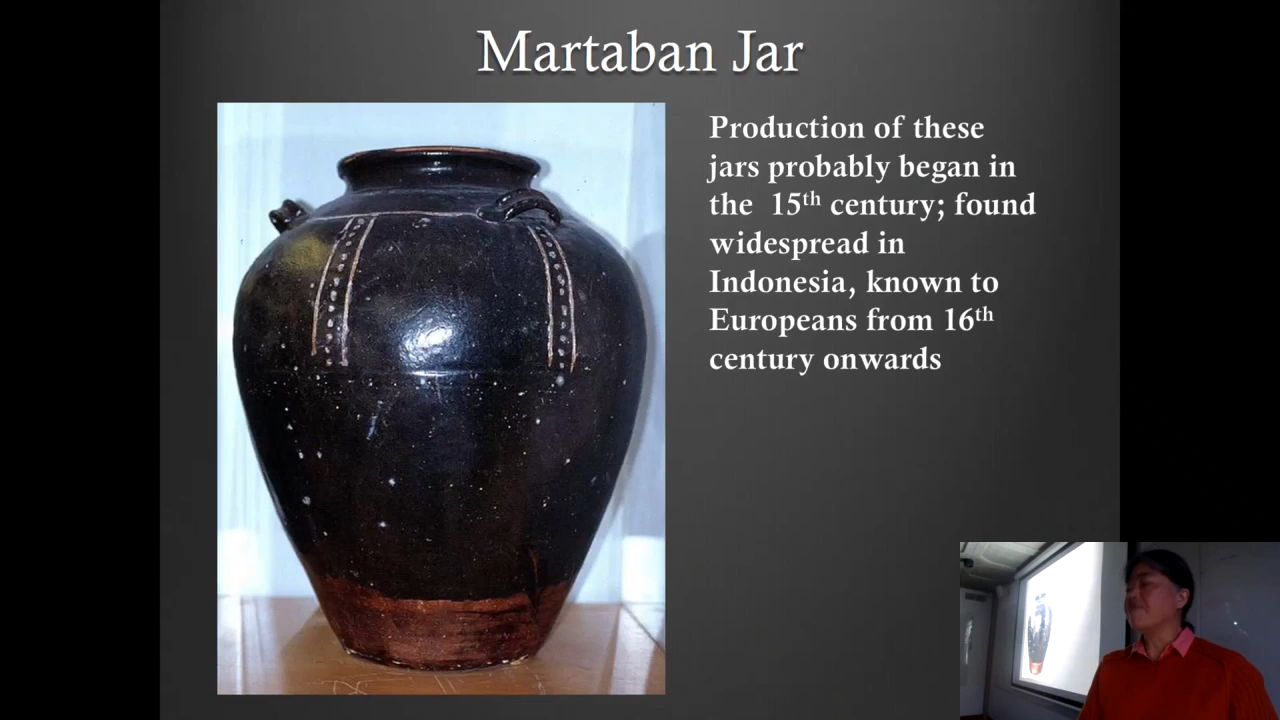 Martaban Jar
Production of these
jars probably began in
the 15th century; found
widespread in
Indonesia, known to
Europeans from 16th
century onwards